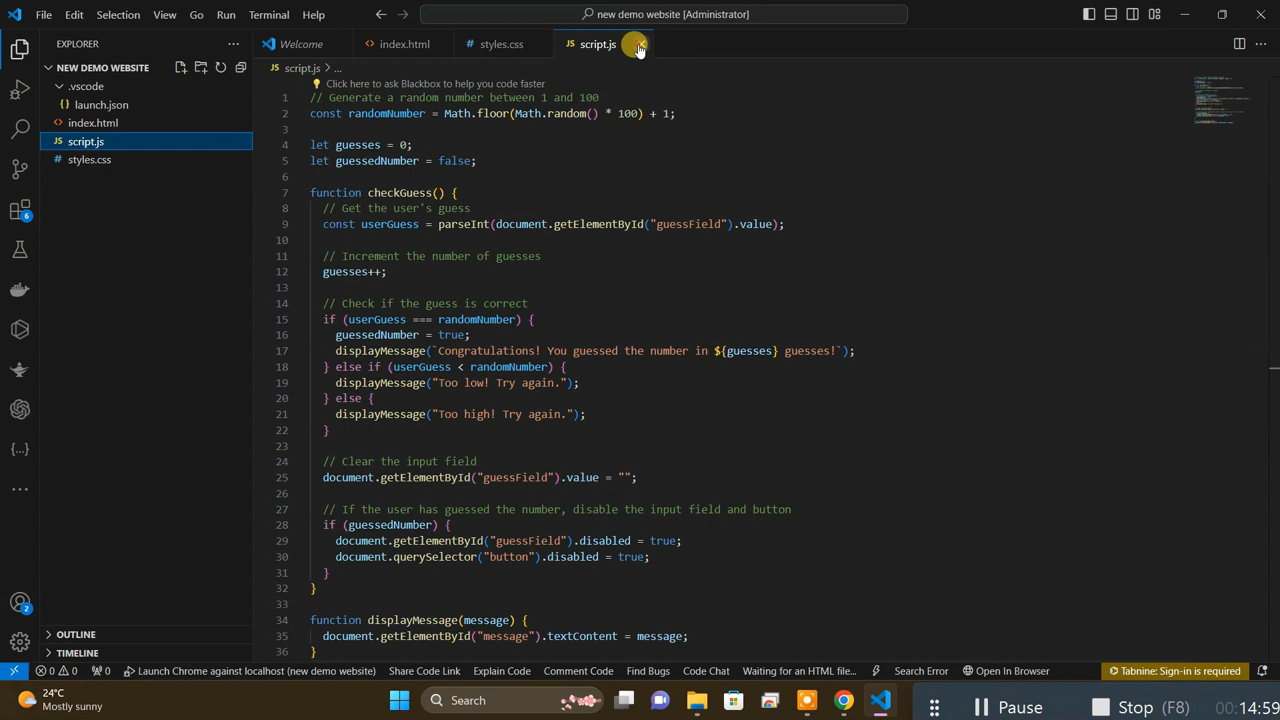 File Edit Selection View Go Run Terminal Help
new demo website [Administrator]
EXPLORER
NEW DEMO WEBSITE
.vscode
launch.json
index.html
JS script.js
styles.css
OUTLINE
TIMELINE
Welcome
index.html
styles.css
JS script.js
JS script.js > ...
Click here to ask Blackbox to help you code faster
1 // Generate a random number between 1 and 100
2 const randomNumber = Math.floor(Math.random() * 100) + 1;
3
4 let guesses = 0;
5 let guessedNumber = false;
6
7 function checkGuess() {
8 // Get the user's guess
9 const userGuess = parseInt(document.getElementById("guessField").value);
10
11 // Increment the number of guesses
12 guesses++;
13
14 // Check if the guess is correct
15 if (userGuess === randomNumber) {
16 guessedNumber = true;
17 displayMessage(`Congratulations! You guessed the number in ${guesses} guesses!`);
18 } else if (userGuess < randomNumber) {
19 displayMessage("Too low! Try again.");
20 } else {
21 displayMessage("Too high! Try again.");
22 }
23
24 // Clear the input field
25 document.getElementById("guessField").value = "";
26
27 // If the user has guessed the number, disable the input field and button
28 if (guessedNumber) {
29 document.getElementById("guessField").disabled = true;
30 document.querySelector("button").disabled = true;
31 }
32 }
33
34 function displayMessage(message) {
35 document.getElementById("message").textContent = message;
36 }
6
2
0 0 0 Launch Chrome against localhost (new demo website) Share Code Link Explain Code Comment Code Find Bugs Code Chat Waiting for an HTML file... Search Error Open In Browser Tabnine: Sign-in is required
24°C
Mostly sunny
Search
Pause Stop (F8) 00:14:59